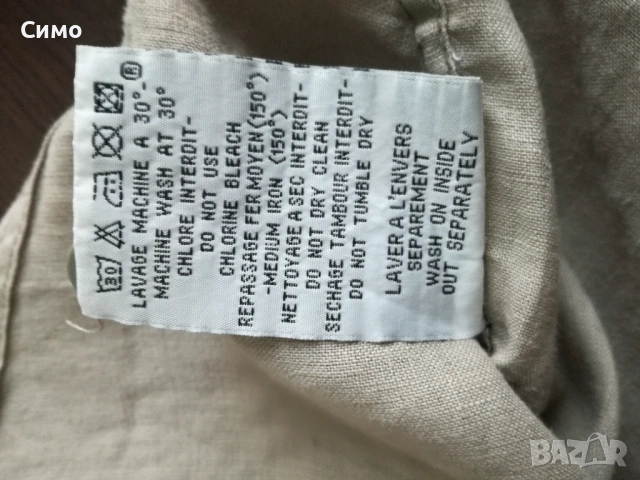 Симо
30
®
LAVAGE MACHINE A 30°-
MACHINE WASH AT 30°
CHLORE INTERDIT-
DO NOT USE
CHLORINE BLEACH
REPASSAGE FER MOYEN (150°)
-MEDIUM IRON (150°)
NETTOYAGE A SEC INTERDIT-
DO NOT DRY CLEAN
SECHAGE TAMBOUR INTERDIT-
DO NOT TUMBLE DRY
LAVER A L'ENVERS
SEPAREMENT
WASH ON INSIDE
OUT SEPARATELY
BAZAR